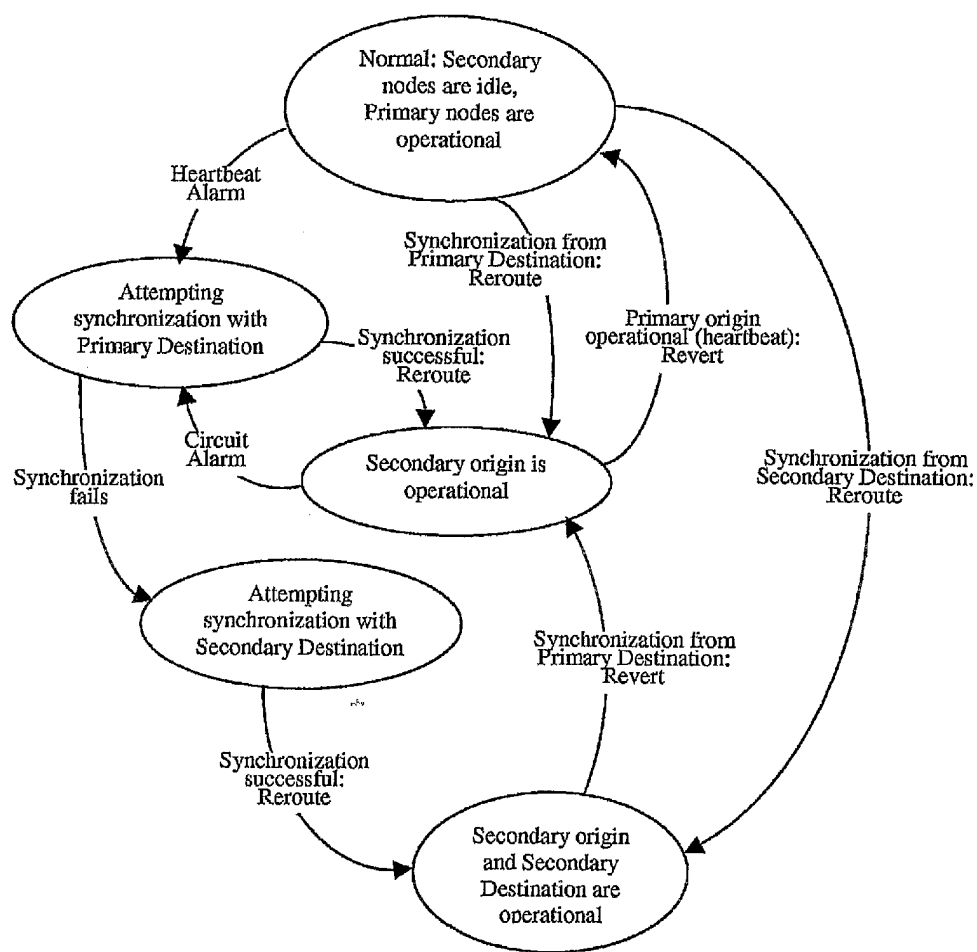 Normal: Secondary
nodes are idle,
Primary nodes are
operational
Heartbeat
Alarm
Synchronization from
Primary Destination:
Reroute
Attempting
synchronization with
Primary Destination
Synchronization
successful:
Reroute
Primary origin
operational (heartbeat):
Revert
Circuit
Alarm
Secondary origin is
operational
Synchronization
fails
Synchronization from
Secondary Destination:
Reroute
Attempting
synchronization with
Secondary Destination
Synchronization from
Primary Destination:
Revert
Synchronization
successful:
Reroute
Secondary origin
and Secondary
Destination are
operational